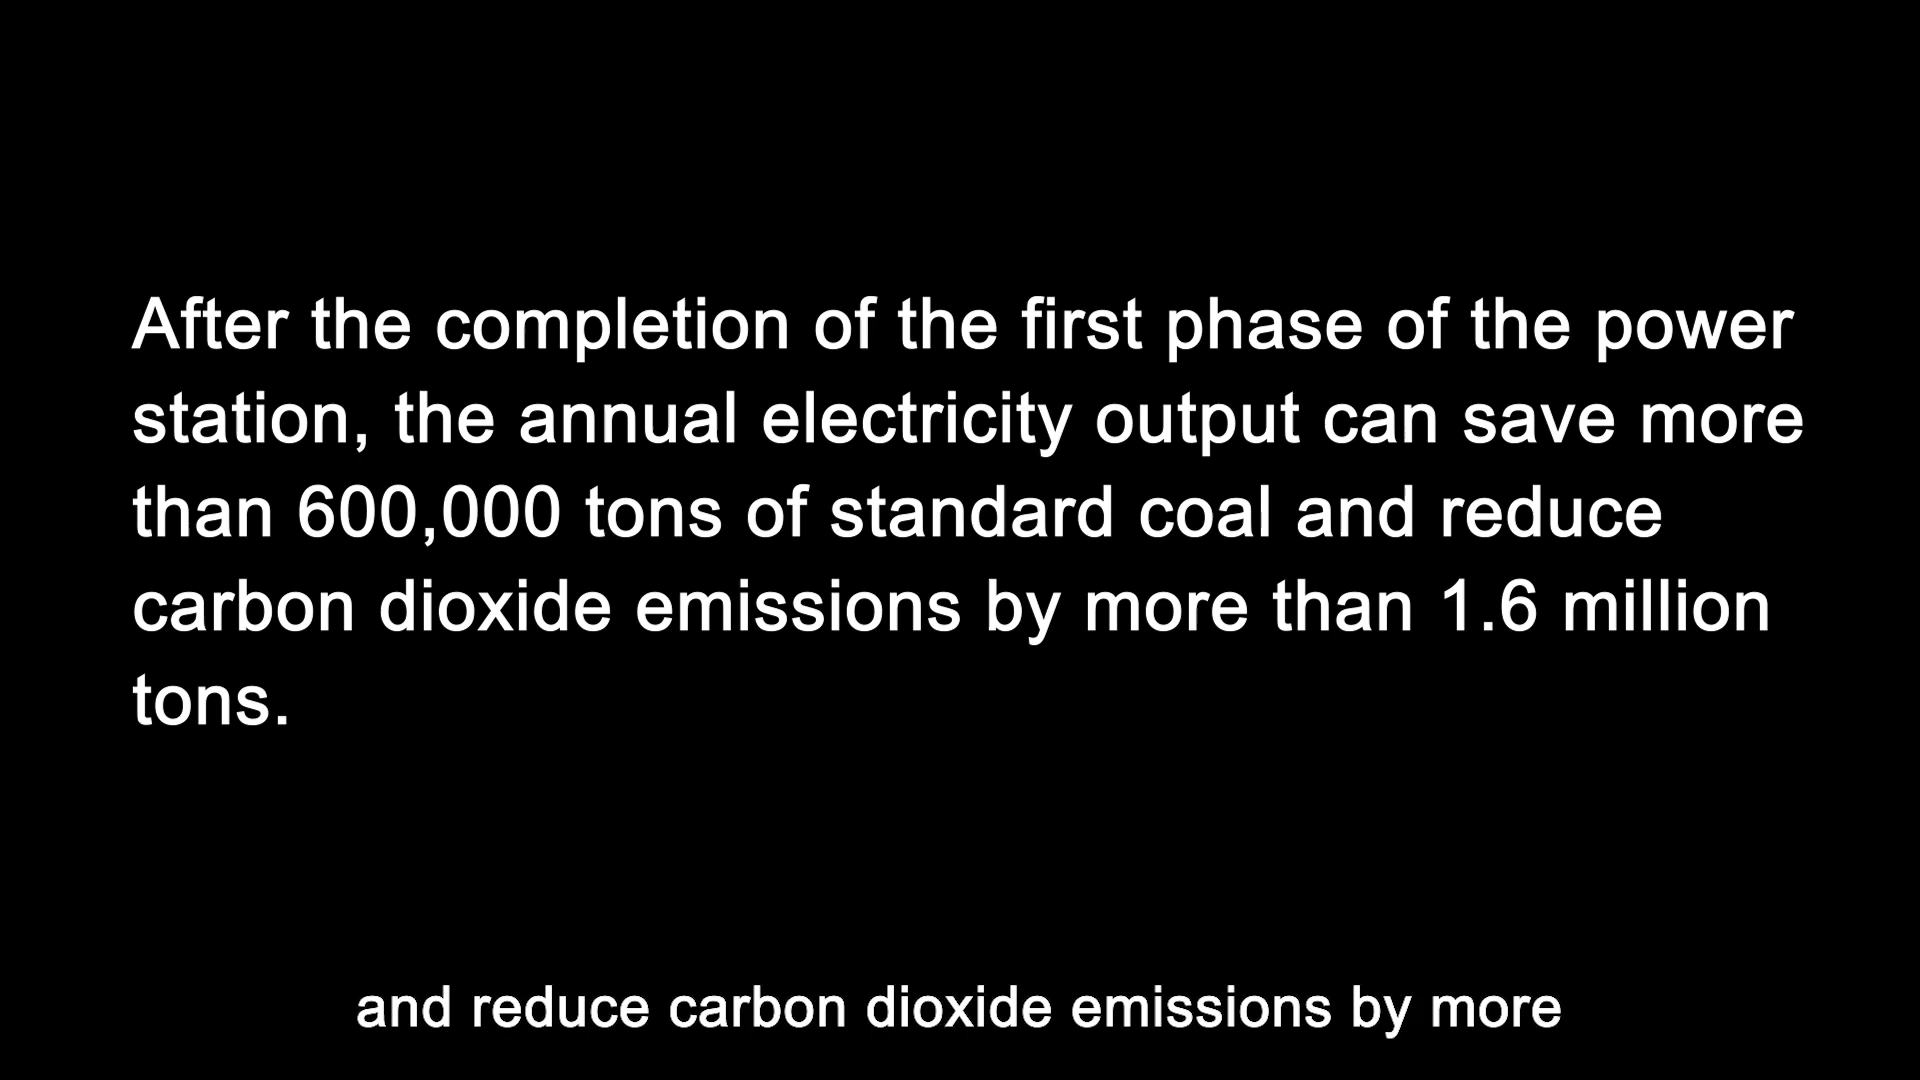 After the completion of the first phase of the power
station, the annual electricity output can save more
than 600,000 tons of standard coal and reduce
carbon dioxide emissions by more than 1.6 million
tons.
and reduce carbon dioxide emissions by more